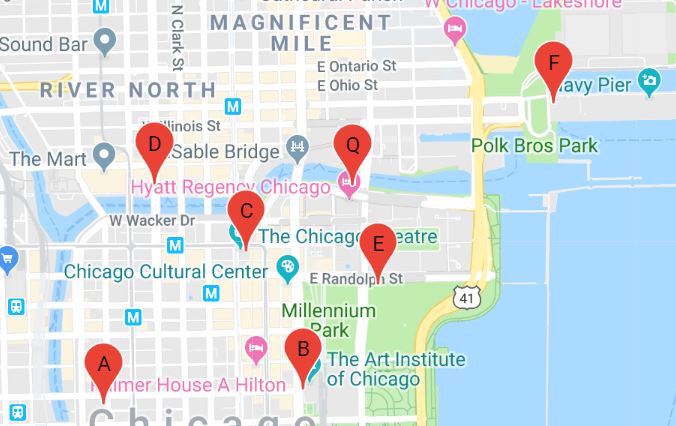 W Chicago - Lakeshore
N Clark St
MAGNIFICENT
MILE
Sound Bar
E Ontario St
E Ohio St
F
Navy Pier
RIVER NORTH
M
W Illinois St
D
The Mart
DuSable Bridge
Q
Polk Bros Park
Hyatt Regency Chicago
C
W Wacker Dr
The Chicago Theatre
E
M
M
Chicago Cultural Center
E Randolph St
41
M
Millennium
Park
M
B
A
The Art Institute
of Chicago
Palmer House A Hilton
Chicago